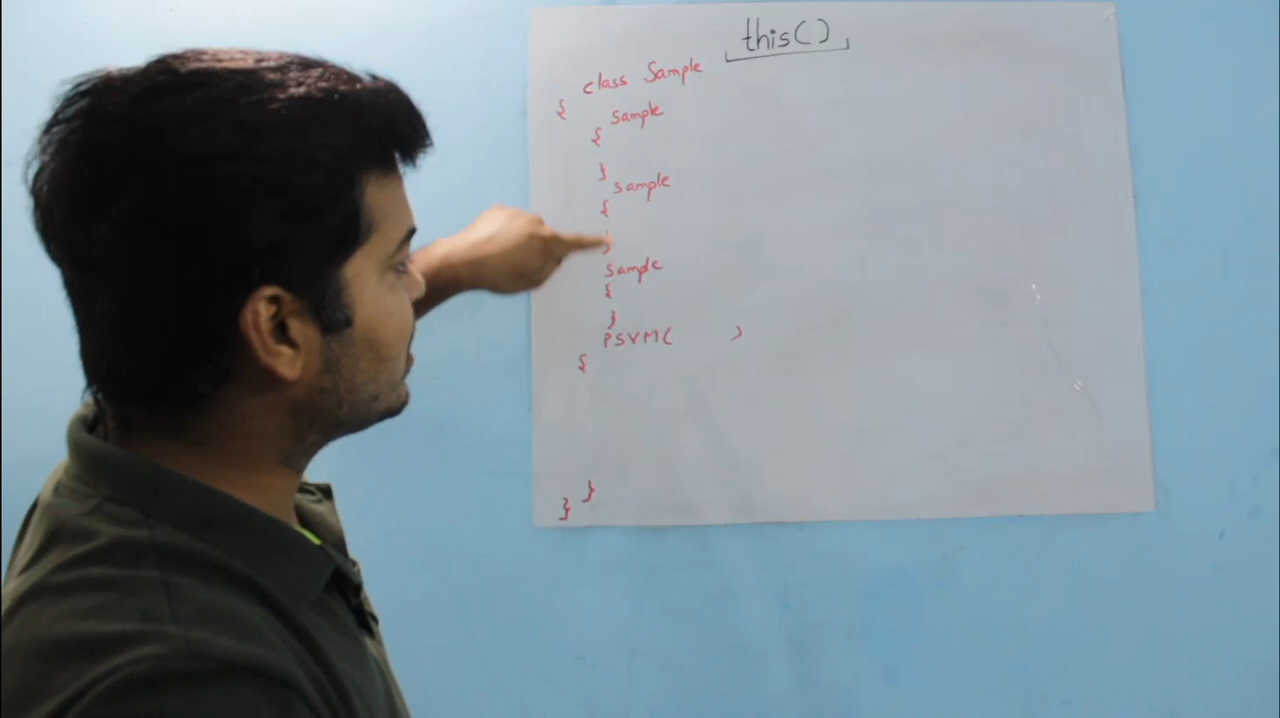 this()
class Sample
{
Sample
{
}
Sample
{
}
Sample
{
}
PSVM( )
{
}
}